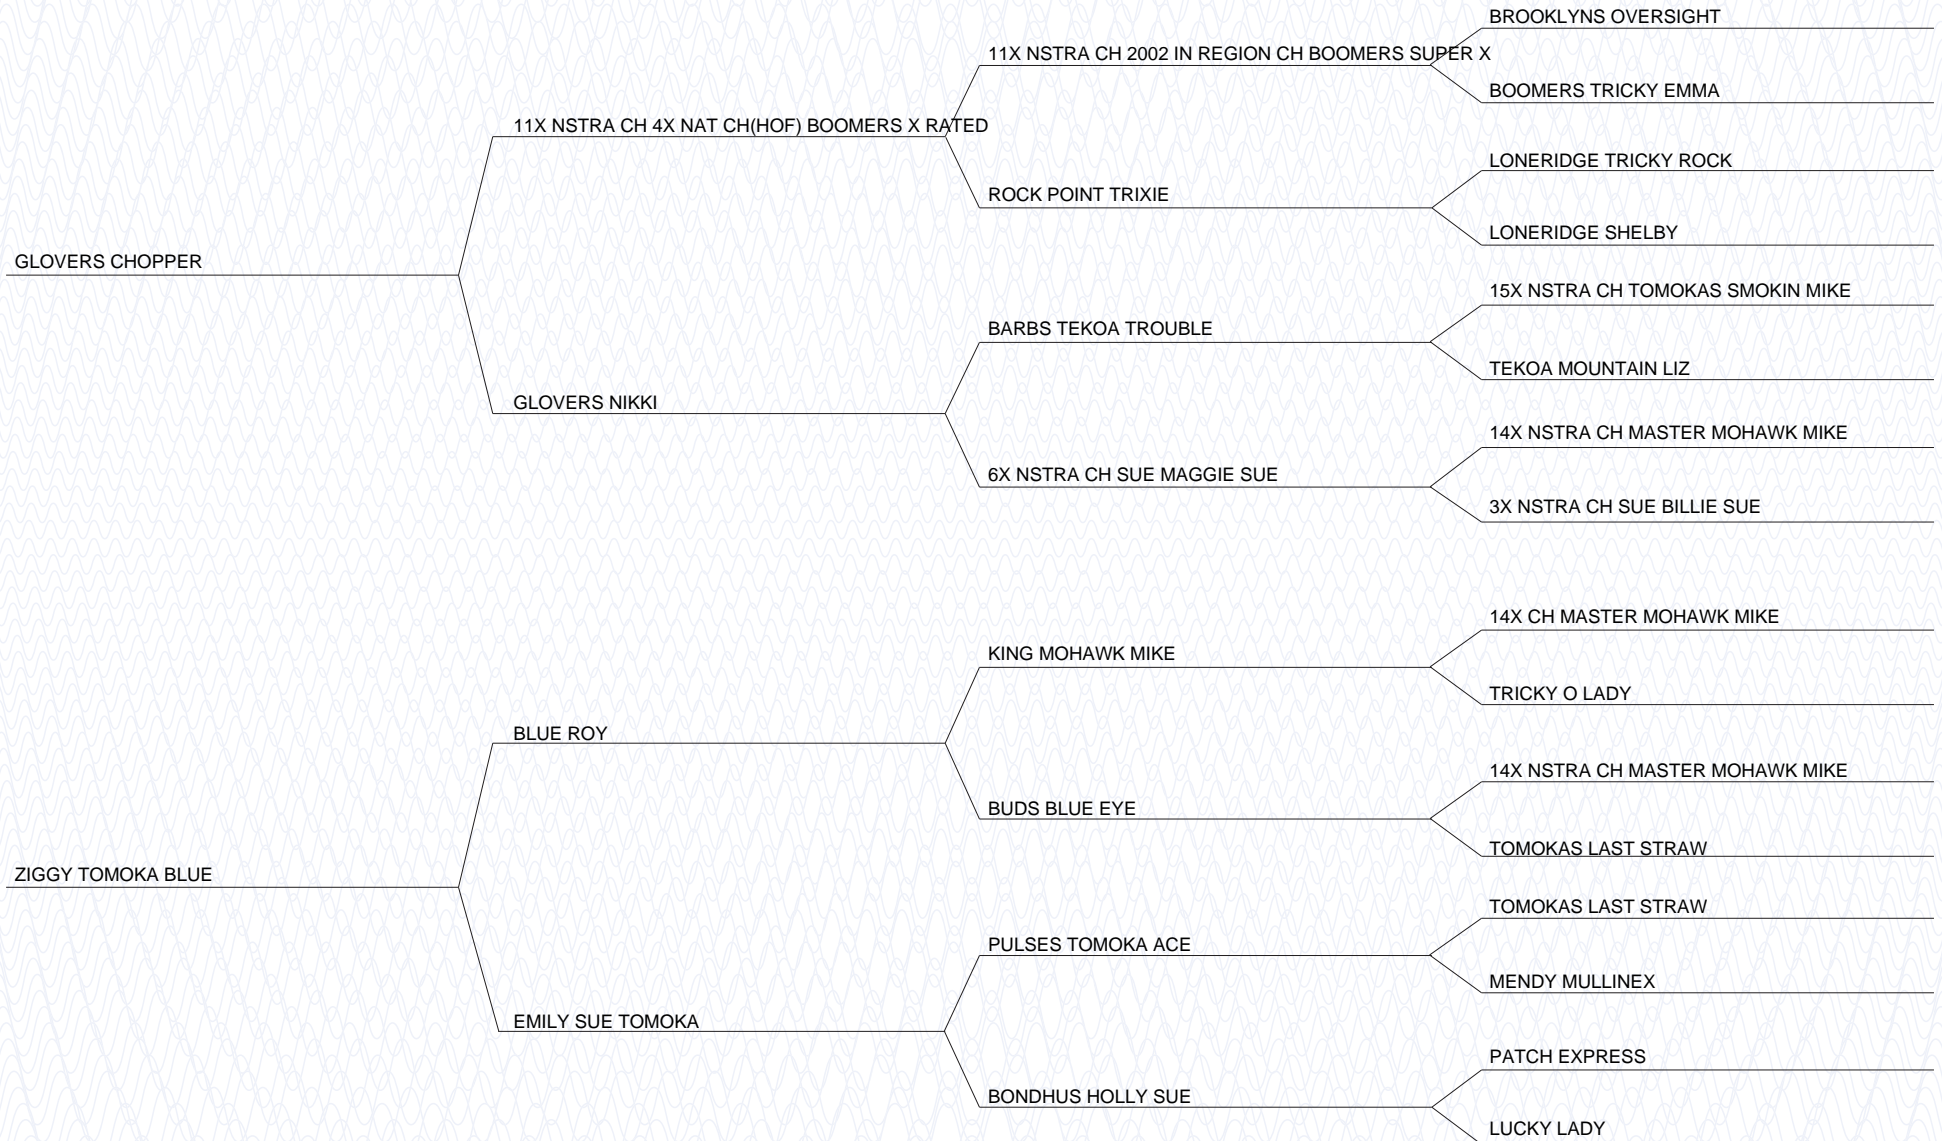 BROOKLYNS OVERSIGHT
11X NSTRA CH 2002 IN REGION CH BOOMERS SUPER X
BOOMERS TRICKY EMMA
11X NSTRA CH 4X NAT CH(HOF) BOOMERS X RATED
LONERIDGE TRICKY ROCK
ROCK POINT TRIXIE
LONERIDGE SHELBY
GLOVERS CHOPPER
15X NSTRA CH TOMOKAS SMOKIN MIKE
BARBS TEKOA TROUBLE
TEKOA MOUNTAIN LIZ
GLOVERS NIKKI
14X NSTRA CH MASTER MOHAWK MIKE
6X NSTRA CH SUE MAGGIE SUE
3X NSTRA CH SUE BILLIE SUE
14X CH MASTER MOHAWK MIKE
KING MOHAWK MIKE
TRICKY O LADY
BLUE ROY
14X NSTRA CH MASTER MOHAWK MIKE
BUDS BLUE EYE
TOMOKAS LAST STRAW
ZIGGY TOMOKA BLUE
TOMOKAS LAST STRAW
PULSES TOMOKA ACE
MENDY MULLINEX
EMILY SUE TOMOKA
PATCH EXPRESS
BONDHUS HOLLY SUE
LUCKY LADY